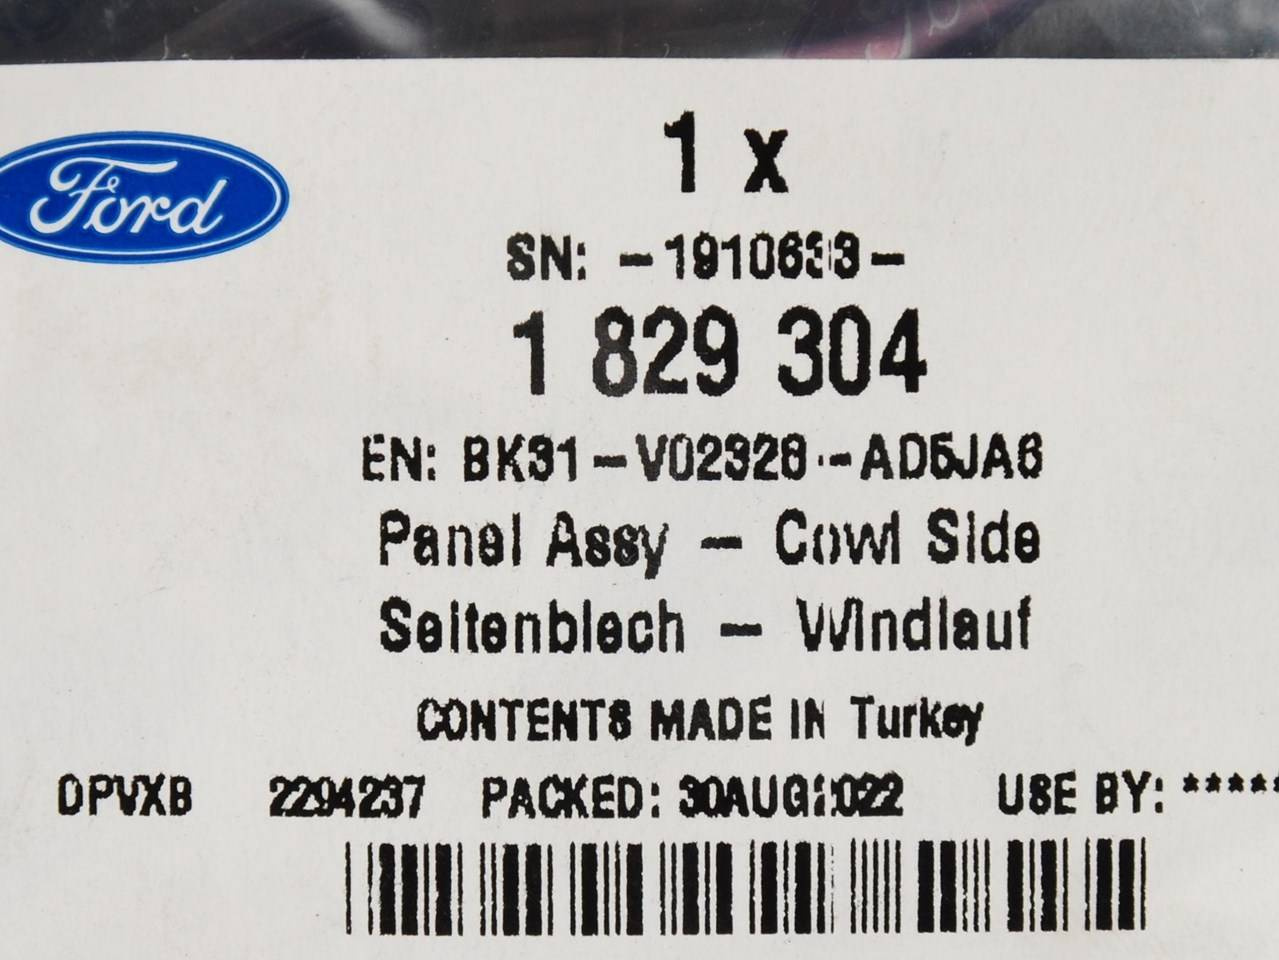 Ford
1 x
SN: -1910633-
1 829 304
EN: BK31-V02328 --AD5JA6
Panel Assy - Cowl Side
Seitenblech - Windlauf
CONTENTS MADE IN Turkey
OPVXB 2294237 PACKED: 30AUG2022 USE BY: *****